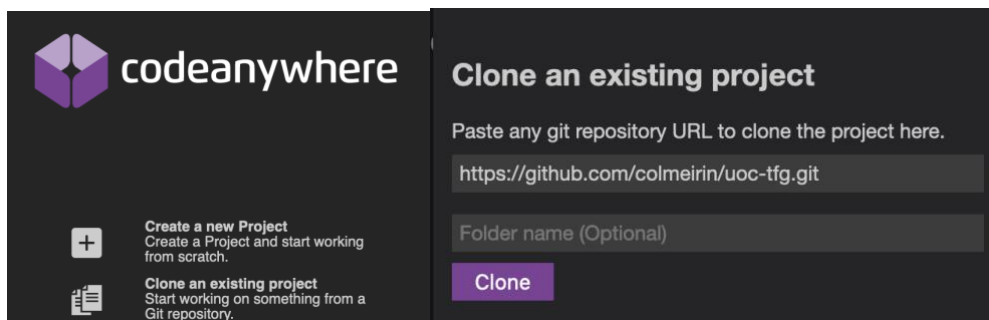 codeanywhere
Create a new Project
Create a Project and start working
from scratch.
Clone an existing project
Start working on something from a
Git repository.
Clone an existing project
Paste any git repository URL to clone the project here.
https://github.com/colmeirin/uoc-tfg.git
Folder name (Optional)
Clone